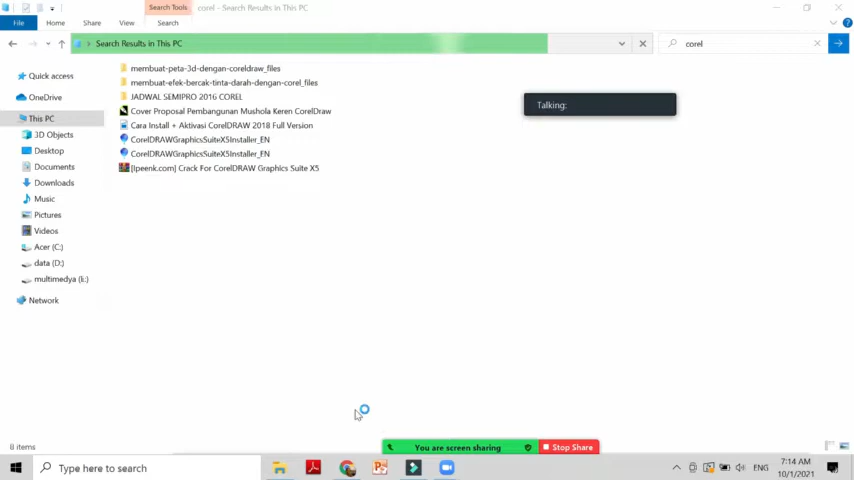 Search Tools
corel - Search Results in This PC
File
Home
Share
View
Search
Search Results in This PC
corel
Quick access
OneDrive
This PC
3D Objects
Desktop
Documents
Downloads
Music
Pictures
Videos
Acer (C:)
data (D:)
multimedya (I:)
Network
membuat-peta-3d-dengan-coreldraw_files
membuat-efek-bercak-tinta-darah-dengan-corel_files
JADWAL SEMIPRO 2016 COREL
Cover Proposal Pembangunan Mushola Keren CorelDraw
Cara Install + Aktivasi CorelDRAW 2018 Full Version
CorelDRAWGraphicsSuiteX5Installer_EN
CorelDRAWGraphicsSuiteX5Installer_EN
[Ipeenk.com] Crack For CorelDRAW Graphics Suite X5
Talking:
0 items
You are screen sharing
Stop Share
Type here to search
ENG
7:14 AM
10/1/2021